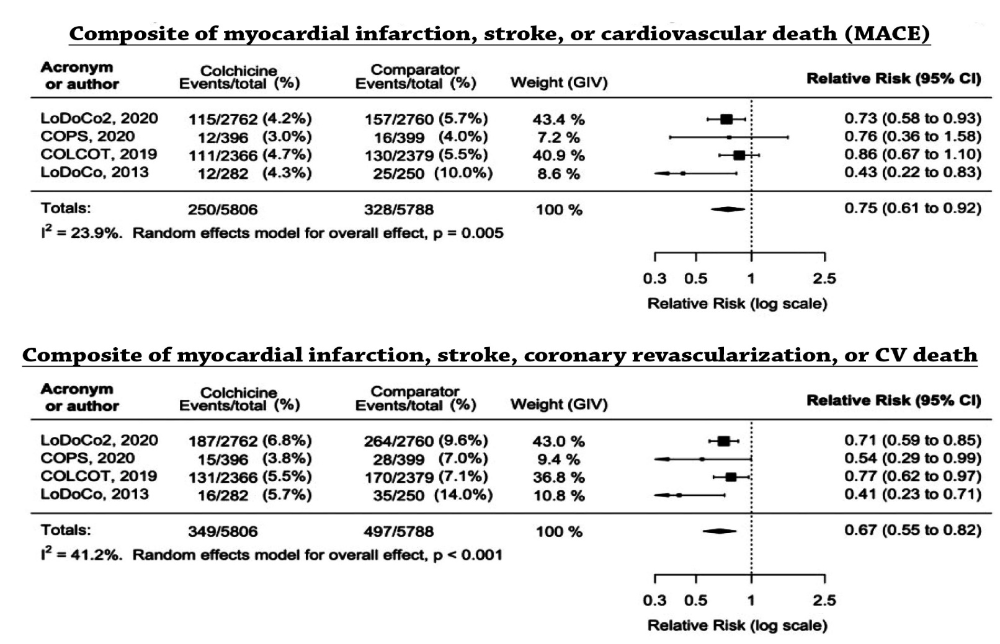 Composite of myocardial infarction, stroke, or cardiovascular death (MACE)
Acronym or author Colchicine Events/total (%) Comparator Events/total (%) Weight (GIV) Relative Risk (95% CI)
LoDoCo2, 2020 115/2762 (4.2%) 157/2760 (5.7%) 43.4 % 0.73 (0.58 to 0.93)
COPS, 2020 12/396 (3.0%) 16/399 (4.0%) 7.2 % 0.76 (0.36 to 1.58)
COLCOT, 2019 111/2366 (4.7%) 130/2379 (5.5%) 40.9 % 0.86 (0.67 to 1.10)
LoDoCo, 2013 12/282 (4.3%) 25/250 (10.0%) 8.6 % 0.43 (0.22 to 0.83)
Totals: 250/5806 328/5788 100 % 0.75 (0.61 to 0.92)
I² = 23.9%. Random effects model for overall effect, p = 0.005
0.3 0.5 1 2.5
Relative Risk (log scale)
Composite of myocardial infarction, stroke, coronary revascularization, or CV death
Acronym or author Colchicine Events/total (%) Comparator Events/total (%) Weight (GIV) Relative Risk (95% CI)
LoDoCo2, 2020 187/2762 (6.8%) 264/2760 (9.6%) 43.0 % 0.71 (0.59 to 0.85)
COPS, 2020 15/396 (3.8%) 28/399 (7.0%) 9.4 % 0.54 (0.29 to 0.99)
COLCOT, 2019 131/2366 (5.5%) 170/2379 (7.1%) 36.8 % 0.77 (0.62 to 0.97)
LoDoCo, 2013 16/282 (5.7%) 35/250 (14.0%) 10.8 % 0.41 (0.23 to 0.71)
Totals: 349/5806 497/5788 100 % 0.67 (0.55 to 0.82)
I² = 41.2%. Random effects model for overall effect, p < 0.001
0.3 0.5 1 2.5
Relative Risk (log scale)